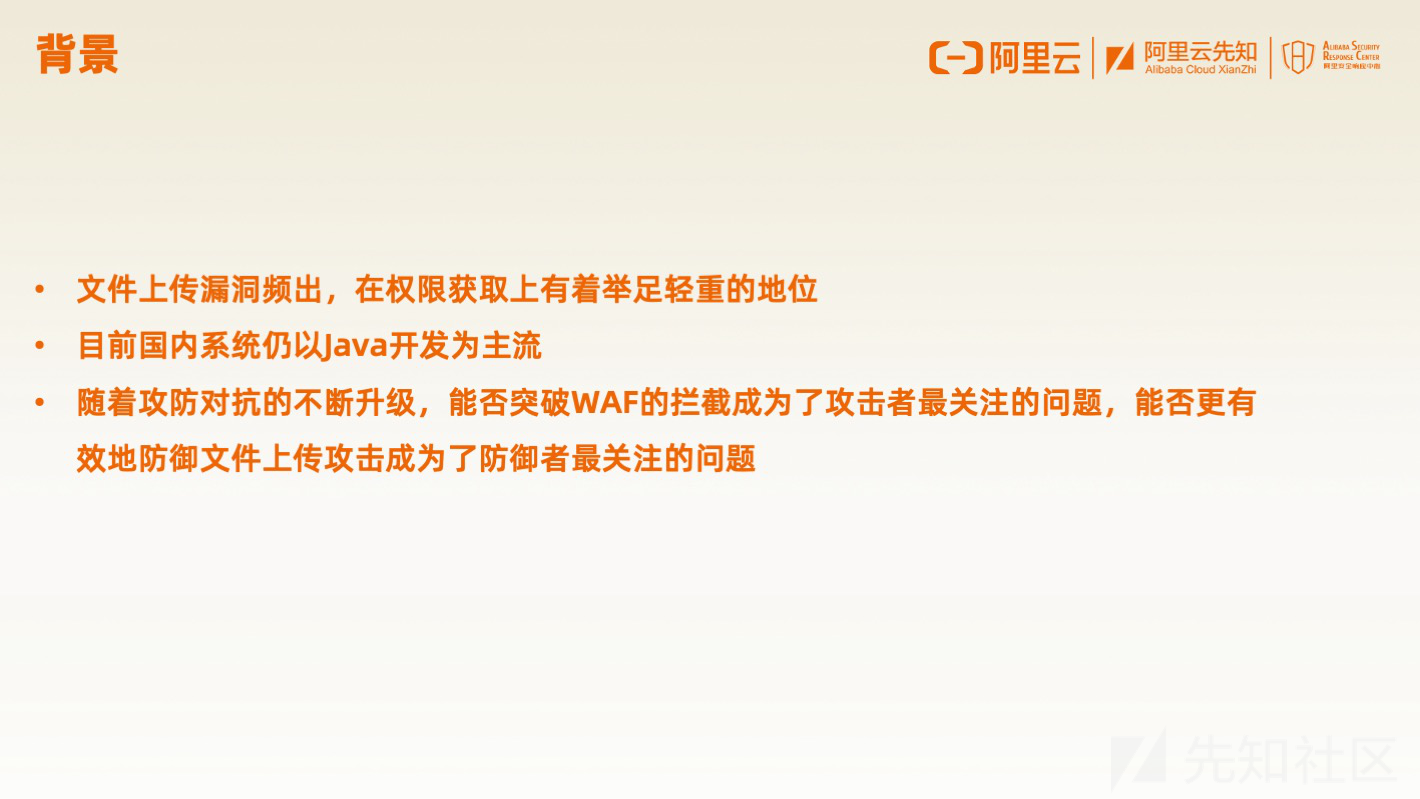 背景
阿里云
阿里云先知
Alibaba Cloud XianZhi
ALIBABA SECURITY
RESPONSE CENTER
阿里安全响应中心
• 文件上传漏洞频出，在权限获取上有着举足轻重的地位
• 目前国内系统仍以Java开发为主流
• 随着攻防对抗的不断升级，能否突破WAF的拦截成为了攻击者最关注的问题，能否更有
效地防御文件上传攻击成为了防御者最关注的问题
先知社区